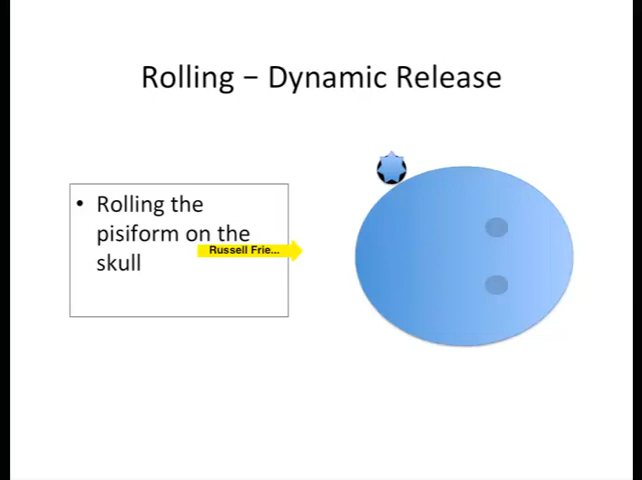 Rolling – Dynamic Release
• Rolling the
pisiform on the
Russell Frie...
skull